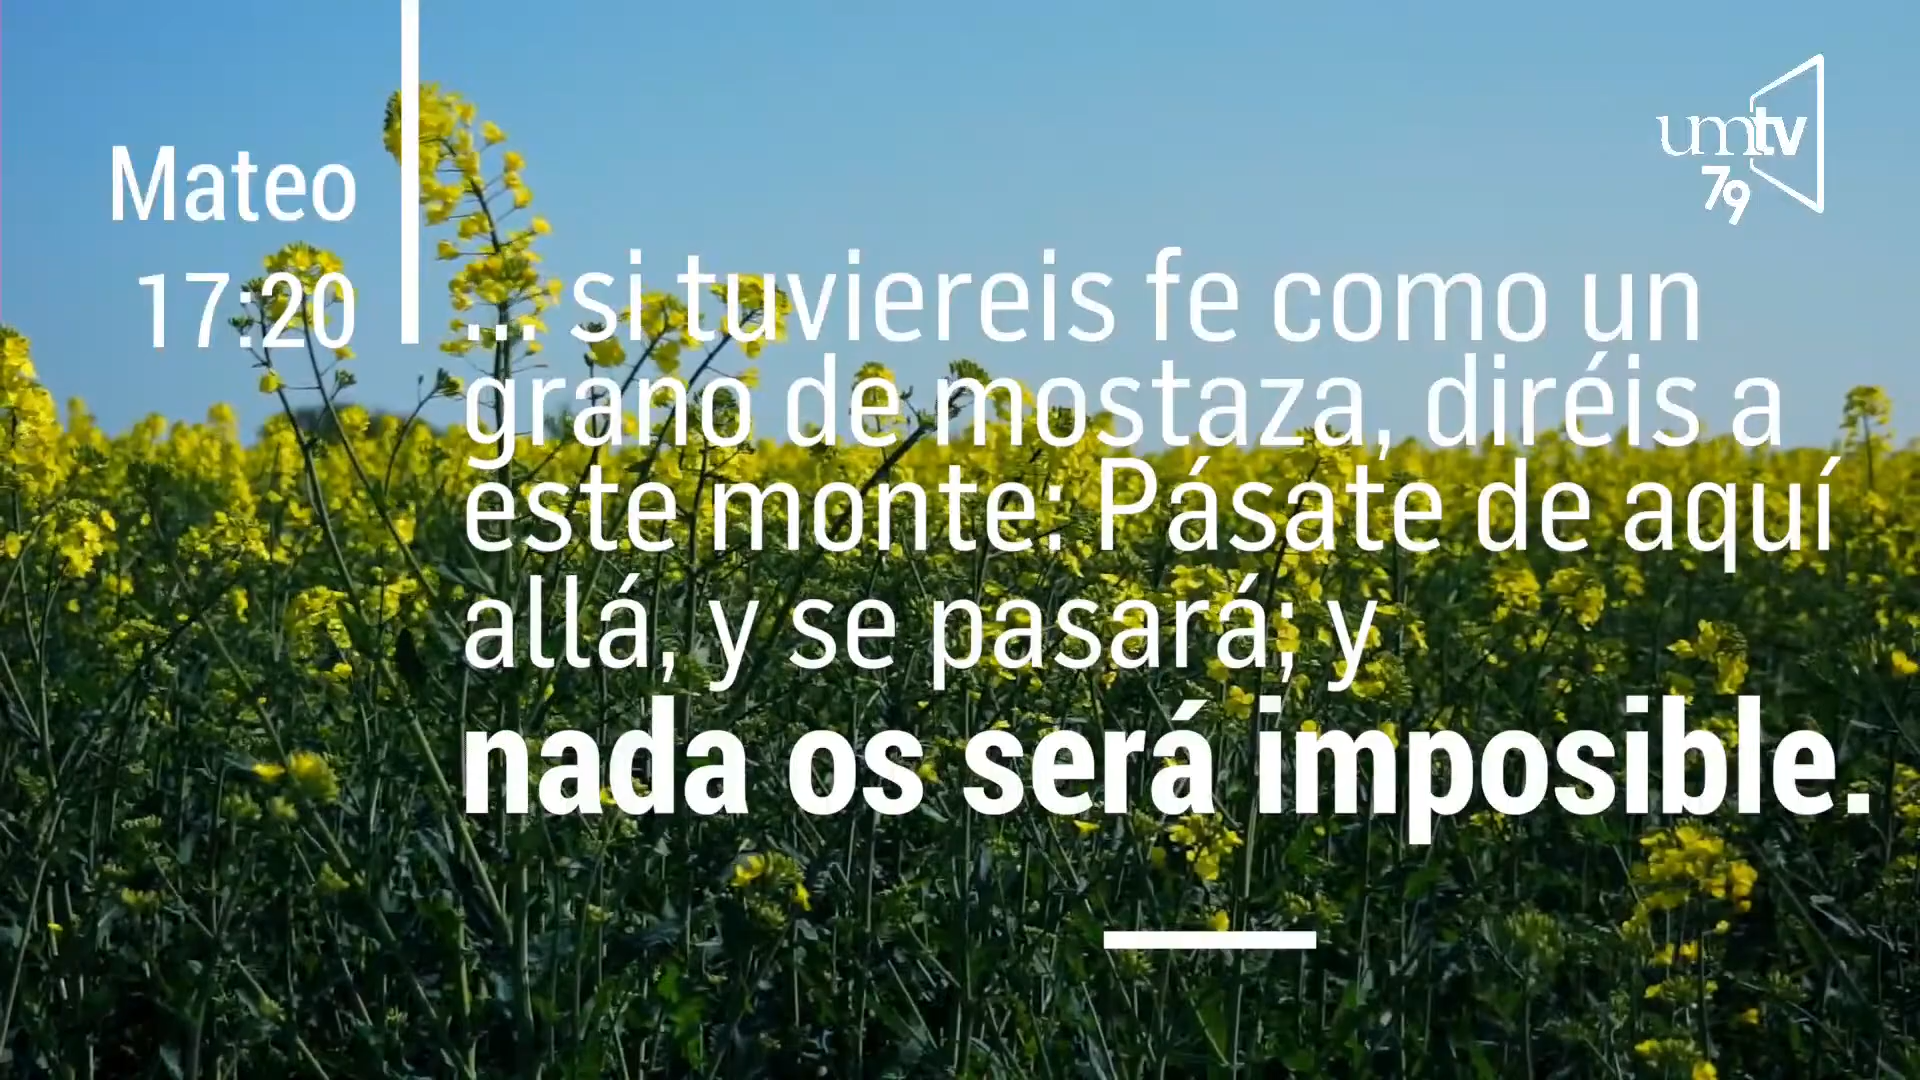 Mateo
17:20
... si tuviereis fe como un
grano de mostaza, diréis a
este monte: Pásate de aquí
allá, y se pasará; y
nada os será imposible.
umtv
79